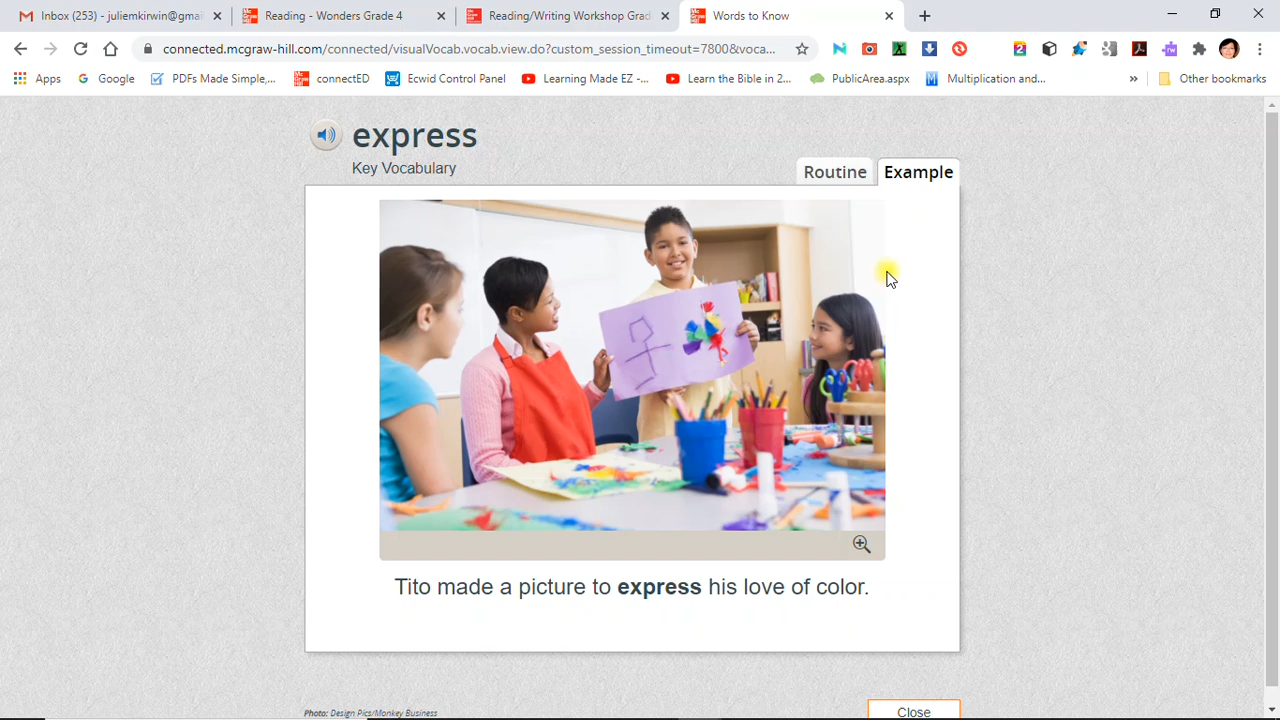 Inbox (253) - juliemkirwin@gma
Reading - Wonders Grade 4
Reading/Writing Workshop Grad
Words to Know
connected.mcgraw-hill.com/connected/visualVocab.vocab.view.do?custom_session_timeout=7800&voca...
Apps
Google
PDFs Made Simple,...
connectED
Ecwid Control Panel
Learning Made EZ -...
Learn the Bible in 2...
PublicArea.aspx
Multiplication and...
»
Other bookmarks
express
Key Vocabulary
Routine
Example
Tito made a picture to express his love of color.
Photo: Design Pics/Monkey Business
Close